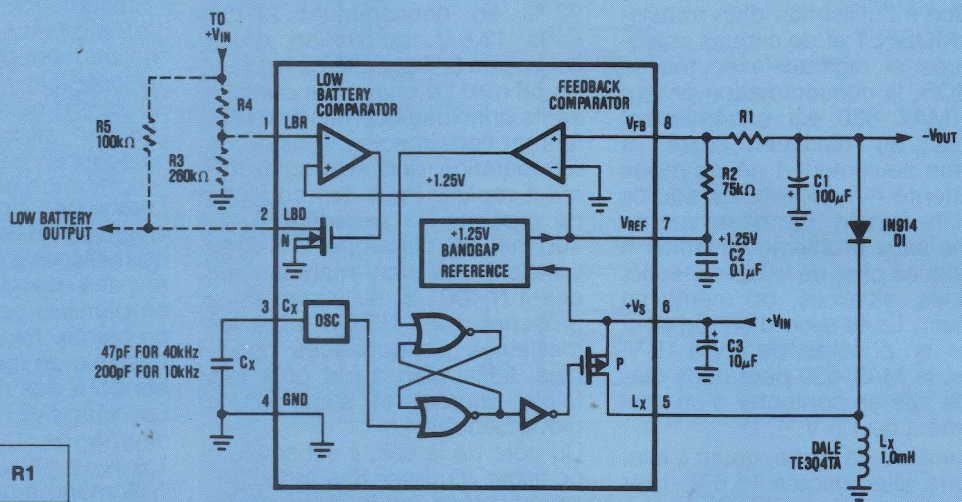 TO
+VIN
LOW
BATTERY
COMPARATOR
FEEDBACK
COMPARATOR
R5
100kΩ
R4
R3
260kΩ
1 LBR
-
+
+1.25V
VFB 8
+
-
R1
-VOUT
R2
75kΩ
C1
100µF
+
LOW BATTERY
OUTPUT
2 LBD
N
+1.25V
BANDGAP
REFERENCE
VREF 7
+1.25V
C2
0.1µF
IN914
DI
3 CX
OSC
+VS 6
+VIN
+
C3
10µF
47pF FOR 40kHz
200pF FOR 10kHz
CX
P
4 GND
LX 5
DALE
TE3Q4TA
LX
1.0mH
R1